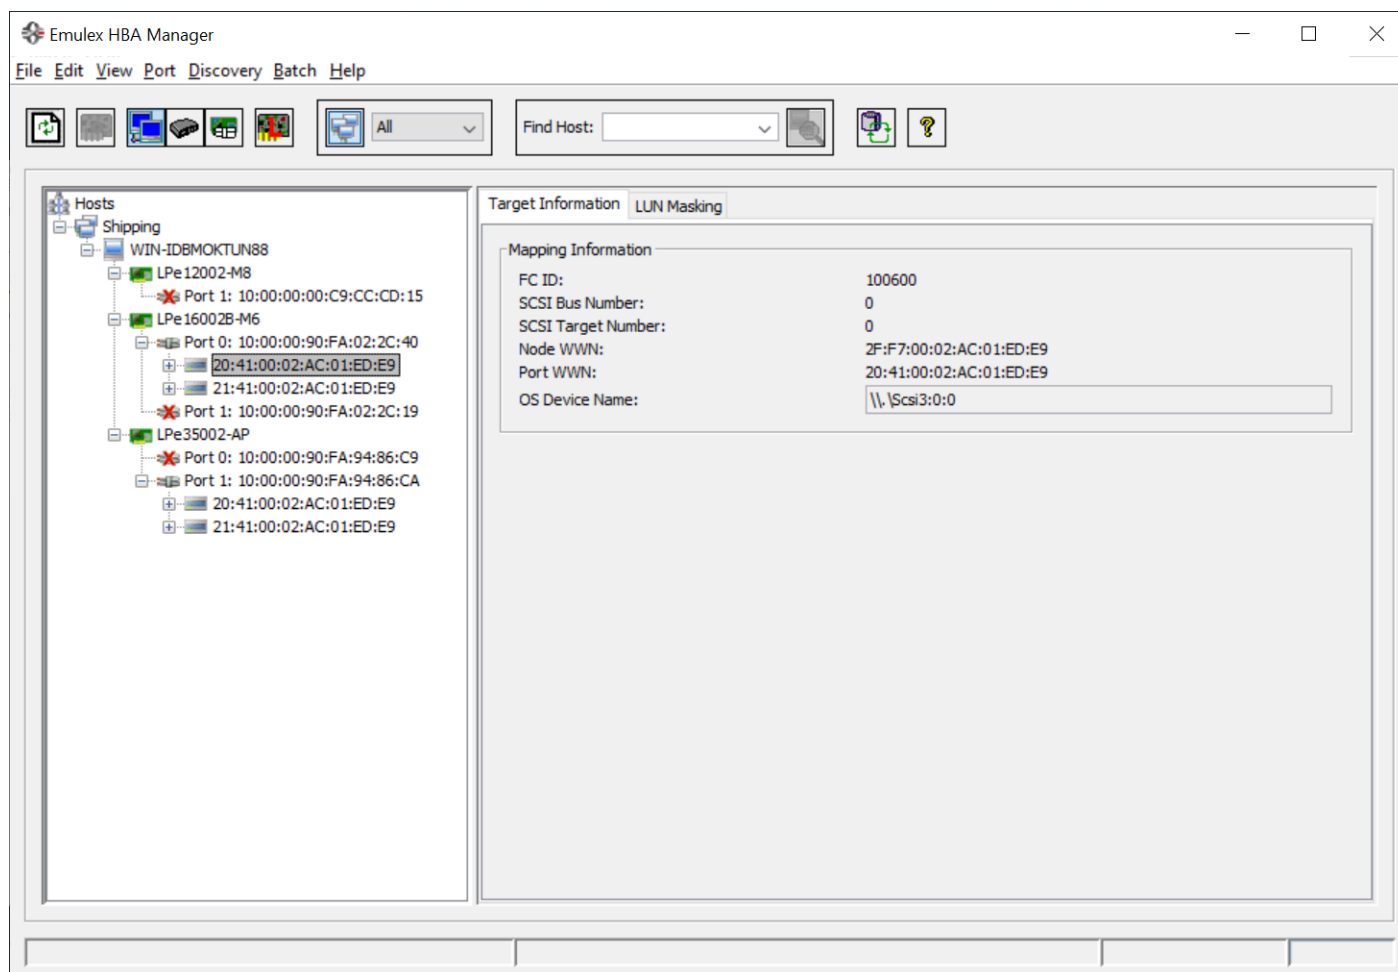 Emulex HBA Manager
File Edit View Port Discovery Batch Help
All
Find Host:
Hosts
Shipping
WIN-IDBMOKTUN88
LPe12002-M8
Port 1: 10:00:00:00:C9:CC:CD:15
LPe16002B-M6
Port 0: 10:00:00:90:FA:02:2C:40
20:41:00:02:AC:01:ED:E9
21:41:00:02:AC:01:ED:E9
Port 1: 10:00:00:90:FA:02:2C:19
LPe35002-AP
Port 0: 10:00:00:90:FA:94:86:C9
Port 1: 10:00:00:90:FA:94:86:CA
20:41:00:02:AC:01:ED:E9
21:41:00:02:AC:01:ED:E9
Target Information LUN Masking
Mapping Information
FC ID: 100600
SCSI Bus Number: 0
SCSI Target Number: 0
Node WWN: 2F:F7:00:02:AC:01:ED:E9
Port WWN: 20:41:00:02:AC:01:ED:E9
OS Device Name: \\.\Scsi3:0:0